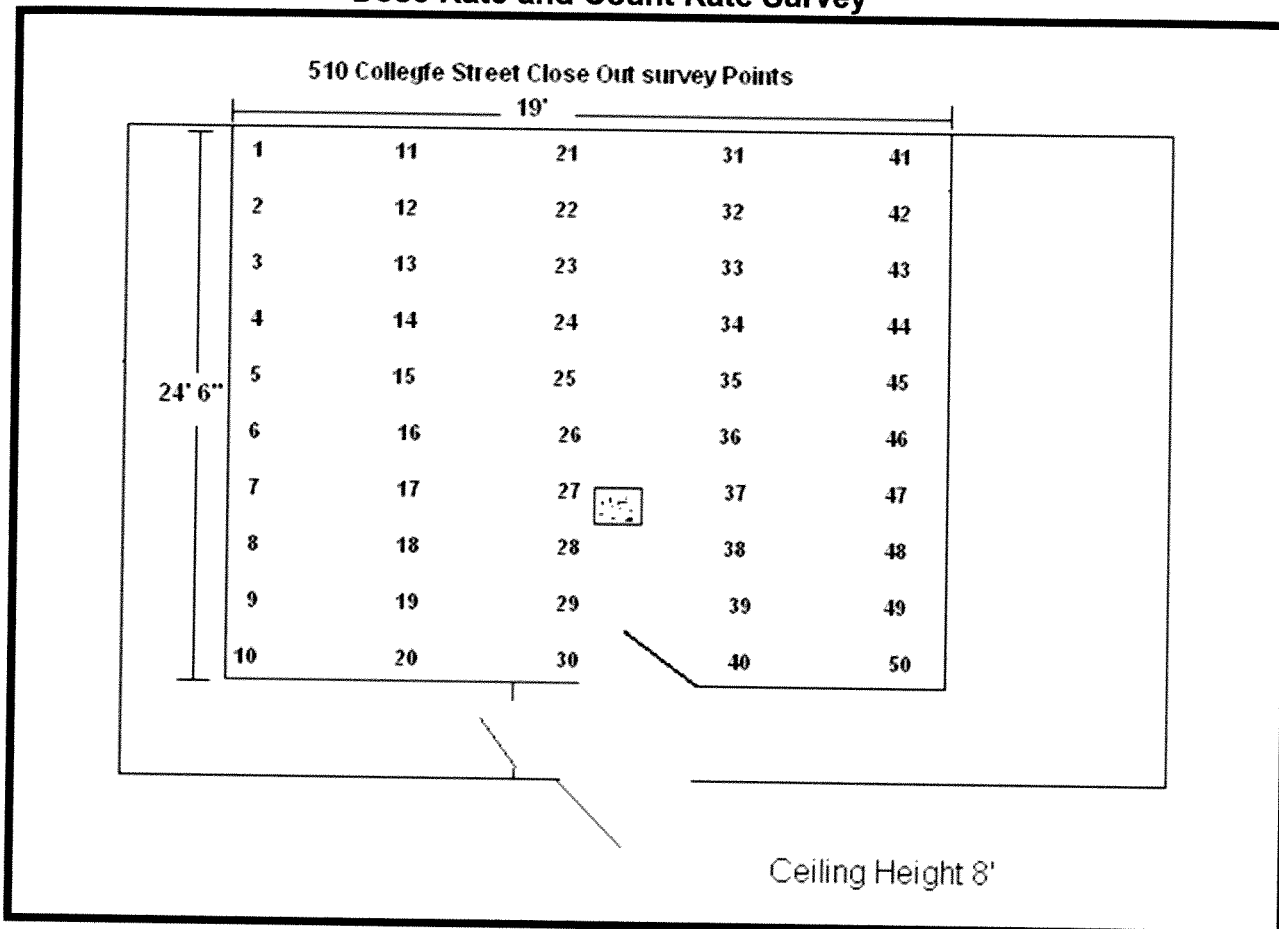 Dose Rate and Count Rate Survey
510 Collegfe Street Close Out survey Points
19'
1 11 21 31 41
2 12 22 32 42
3 13 23 33 43
4 14 24 34 44
5 15 25 35 45
24' 6"
6 16 26 36 46
7 17 27 37 47
8 18 28 38 48
9 19 29 39 49
10 20 30 40 50
Ceiling Height 8'